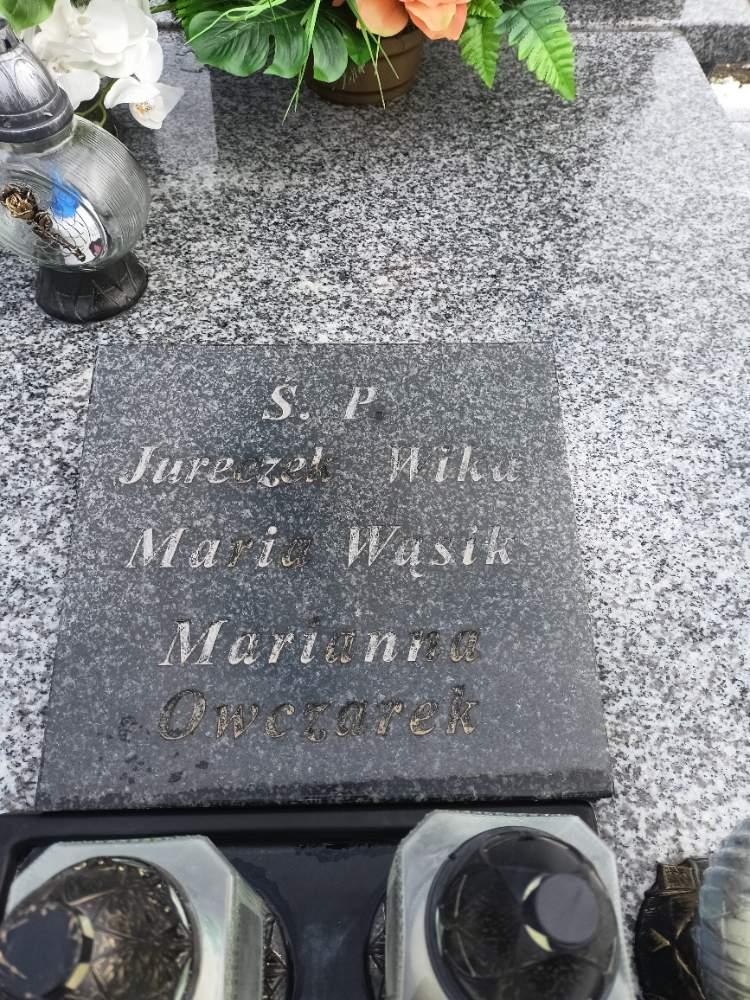 Ś. P.
Jureczek Wika
Maria Wąsik
Marianna
Owczarek